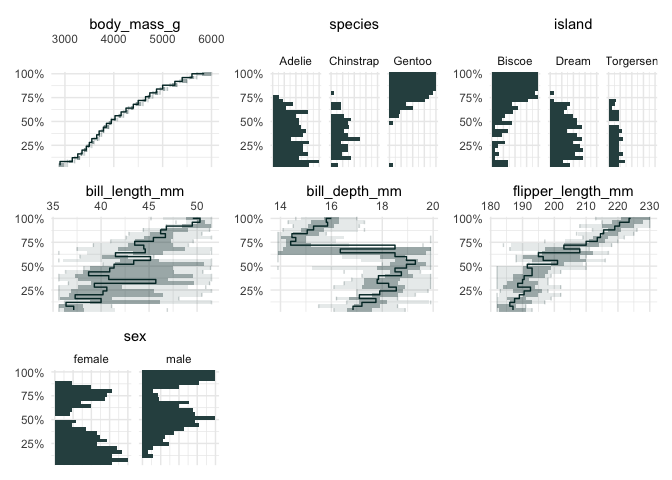 body_mass_g
3000 4000 5000 6000
100%
75%
50%
25%
species
Adelie Chinstrap Gentoo
100%
75%
50%
25%
island
Biscoe Dream Torgersen
100%
75%
50%
25%
bill_length_mm
35 40 45 50
100%
75%
50%
25%
bill_depth_mm
14 16 18 20
100%
75%
50%
25%
flipper_length_mm
180 190 200 210 220 230
100%
75%
50%
25%
sex
female male
100%
75%
50%
25%